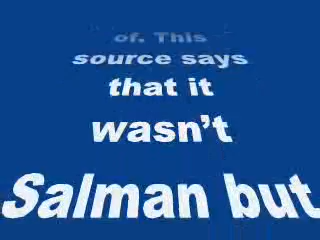 of. This
source says
that it
wasn't
Salman but